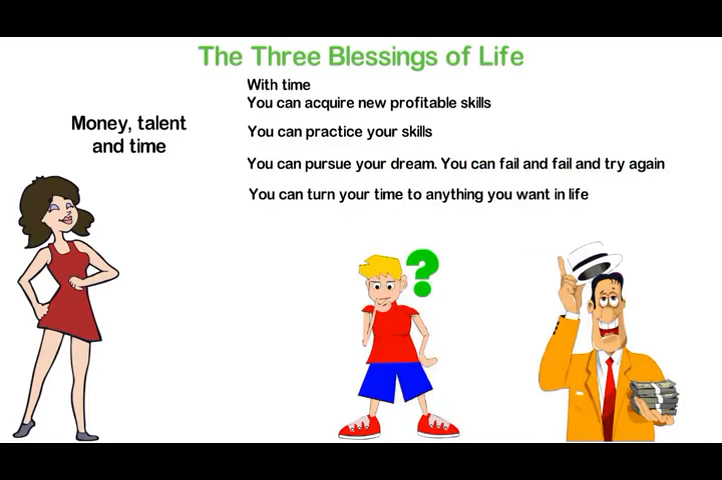 The Three Blessings of Life
Money, talent
and time
With time
You can acquire new profitable skills
You can practice your skills
You can pursue your dream. You can fail and fail and try again
You can turn your time to anything you want in life
?